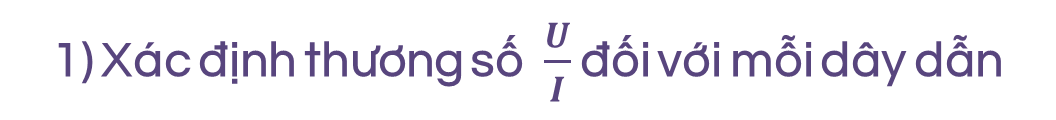 1) Xác định thương số U/I đối với mỗi dây dẫn